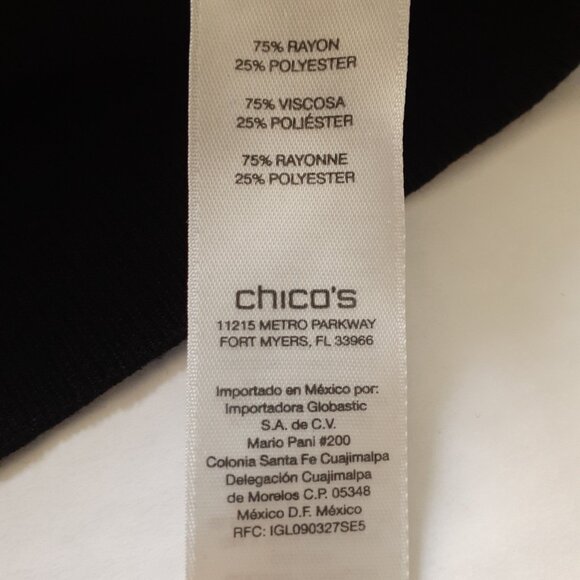 75% RAYON
25% POLYESTER
75% VISCOSA
25% POLIÉSTER
75% RAYONNE
25% POLYESTER
chico's
11215 METRO PARKWAY
FORT MYERS, FL 33966
Importado en México por:
Importadora Globastic
S.A. de C.V.
Mario Pani #200
Colonia Santa Fe Cuajimalpa
Delegación Cuajimalpa
de Morelos C.P. 05348
México D.F. México
RFC: IGL090327SE5